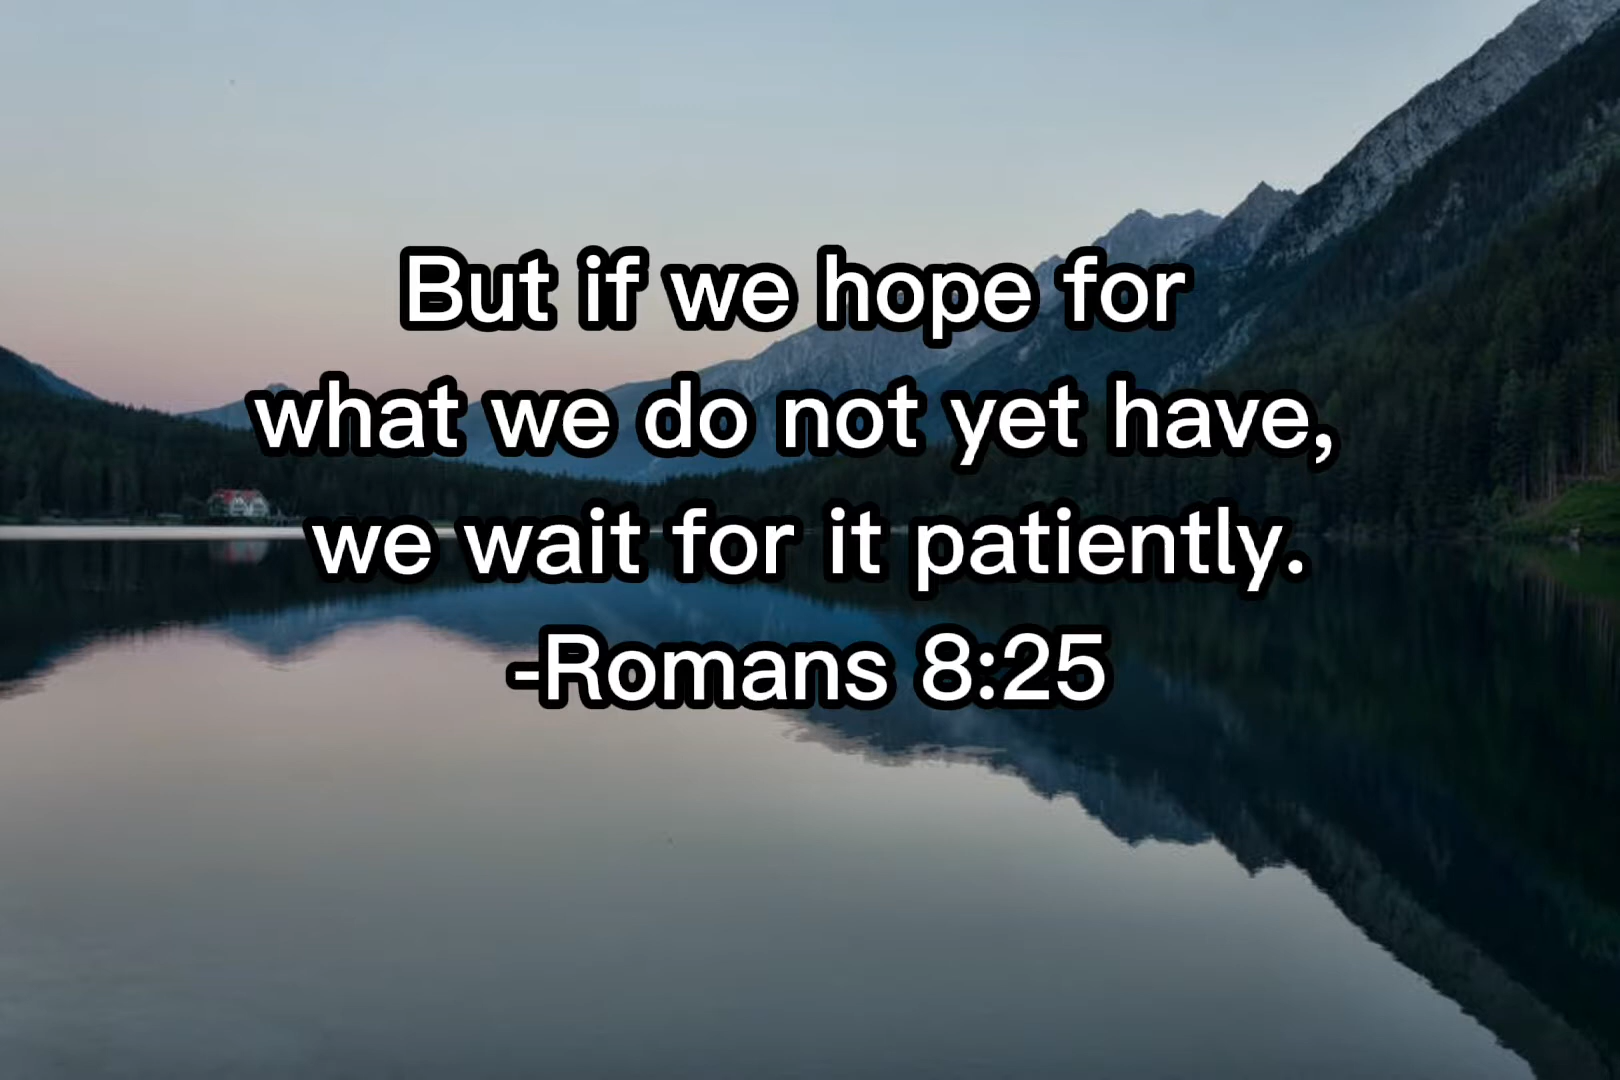 But if we hope for
what we do not yet have,
we wait for it patiently.
-Romans 8:25